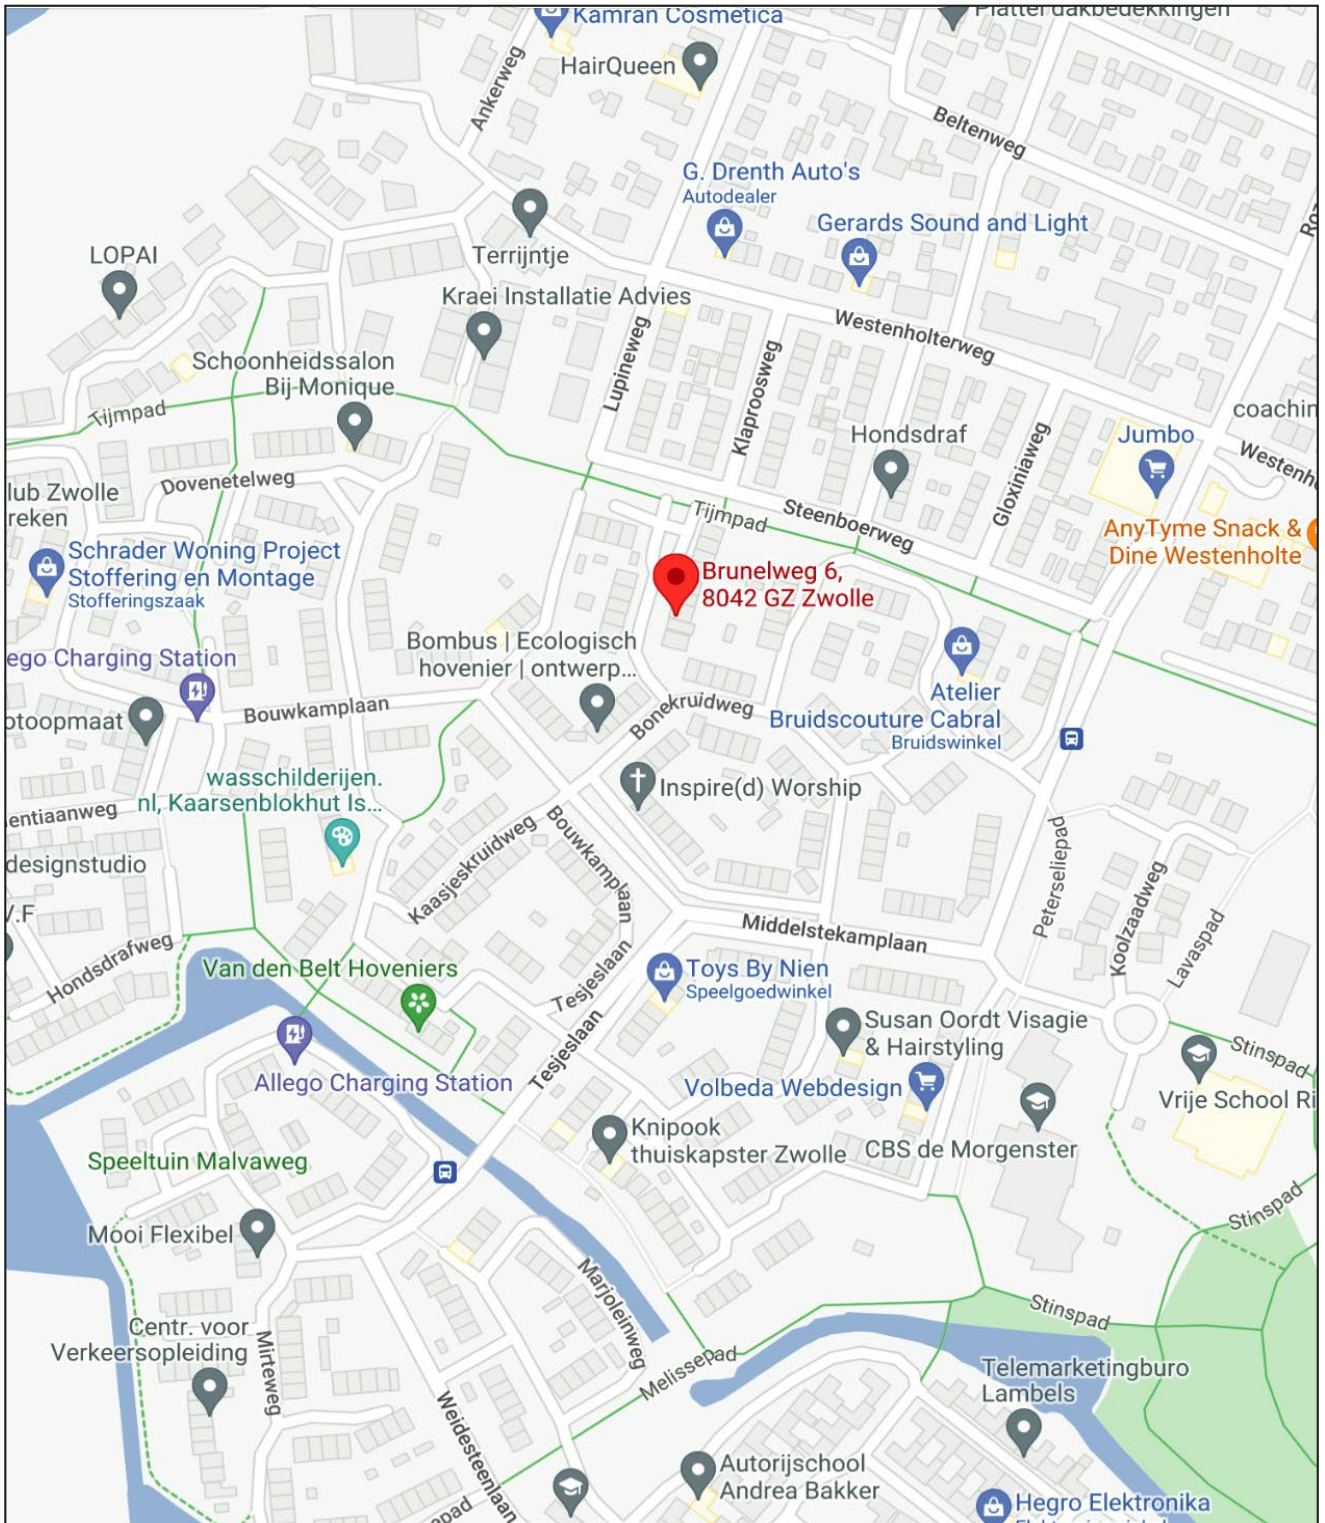 Kamran Cosmetica
Platter dakbedekkingen
HairQueen
Ankerweg
Beltenweg
G. Drenth Auto's
Autodealer
Gerards Sound and Light
LOPAI
Terrijntje
Kraei Installatie Advies
Westenholterweg
Lupineweg
Klaproosweg
Schoonheidssalon
Bij Monique
Tijmpad
coachin
Hondsdraf
Jumbo
Gloxiniaweg
Dovenetelweg
lub Zwolle
reken
Tijmpad
Steenboerweg
AnyTyme Snack &
Dine Westenholte
Schrader Woning Project
Stoffering en Montage
Stofferingszaak
Brunelweg 6,
8042 GZ Zwolle
Bombus | Ecologisch
hovenier | ontwerp...
ego Charging Station
Atelier
Bruidscouture Cabral
Bruidswinkel
otoopmaat
Bouwkamplaan
Bonekruidweg
wasschilderijen.
nl, Kaarsenblokhut Is...
Inspire(d) Worship
entiaanweg
Kaasjeskruidweg
Bouwkamplaan
Peterseliepad
designstudio
V.F
Koolzaadweg
Lavaspad
Middelstekamplaan
Hondsdrafweg
Van den Belt Hoveniers
Tesjeslaan
Toys By Nien
Speelgoedwinkel
Susan Oordt Visagie
& Hairstyling
Stinspad
Tesjeslaan
Allego Charging Station
Volbeda Webdesign
Vrije School Ri
Knipook
thuiskapster Zwolle
CBS de Morgenster
Speeltuin Malvaweg
Stinspad
Mooi Flexibel
Marjoleinweg
Stinspad
Centr. voor
Verkeersopleiding
Mirteweg
Melissepad
Telemarketingburo
Lambels
Weidesteenlaan
Autorijschool
Andrea Bakker
Hegro Elektronika